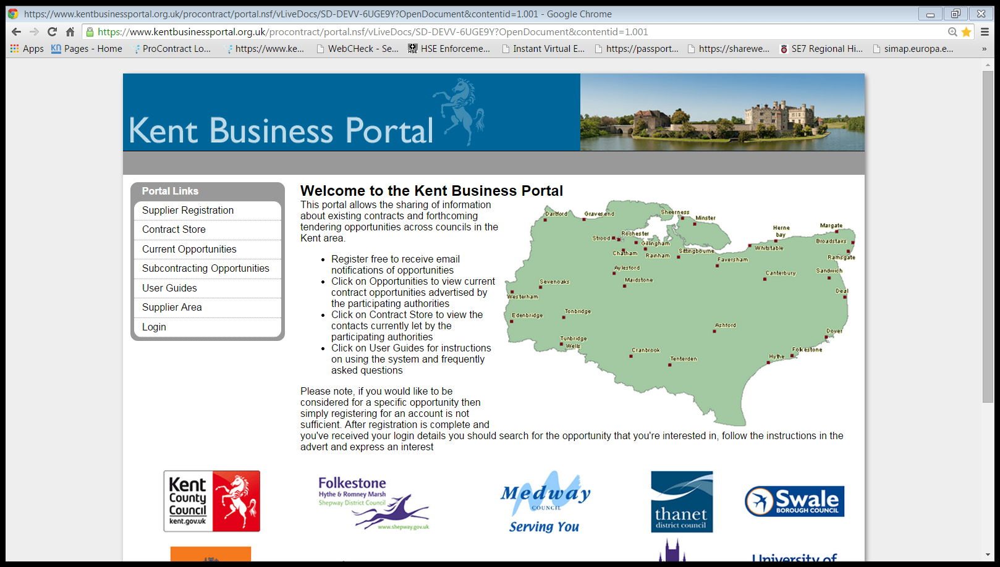 https://www.kentbusinessportal.org.uk/procontract/portal.nsf/vLiveDocs/SD-DEVV-6UGE9Y?OpenDocument&contentid=1.001 - Google Chrome
https://www.kentbusinessportal.org.uk/procontract/portal.nsf/vLiveDocs/SD-DEVV-6UGE9Y?OpenDocument&contentid=1.001
Apps
Pages - Home
ProContract Lo...
https://www.ke...
WebCHeck - Se...
HSE Enforceme...
Instant Virtual E...
https://passport...
https://sharewe...
SE7 Regional Hi...
simap.europa.e...
»
Kent Business Portal
Portal Links
Supplier Registration
Contract Store
Current Opportunities
Subcontracting Opportunities
User Guides
Supplier Area
Login
Welcome to the Kent Business Portal
This portal allows the sharing of information
about existing contracts and forthcoming
tendering opportunities across councils in the
Kent area.
• Register free to receive email
notifications of opportunities
• Click on Opportunities to view current
contract opportunities advertised by
the participating authorities
• Click on Contract Store to view the
contacts currently let by the
participating authorities
• Click on User Guides for instructions
on using the system and frequently
asked questions
Please note, if you would like to be
considered for a specific opportunity then
simply registering for an account is not
sufficient. After registration is complete and
you've received your login details you should search for the opportunity that you're interested in, follow the instructions in the
advert and express an interest
Dartford
Gravesend
Sheerness
Minster
Strood
Rochester
Gillingham
Chatham
Rainham
Sittingbourne
Herne
bay
Margate
Broadstairs
Whitstable
Ramsgate
Faversham
Aylesford
Maidstone
Canterbury
Sandwich
Sevenoaks
Westerham
Deal
Edenbridge
Tonbridge
Ashford
Dover
Tunbridge
Wells
Cranbrook
Tenterden
Hythe
Folkestone
Kent
County
Council
kent.gov.uk
Folkestone
Hythe & Romney Marsh
Shepway District Council
www.shepway.gov.uk
Medway
COUNCIL
Serving You
thanet
district council
Swale
BOROUGH COUNCIL
University of